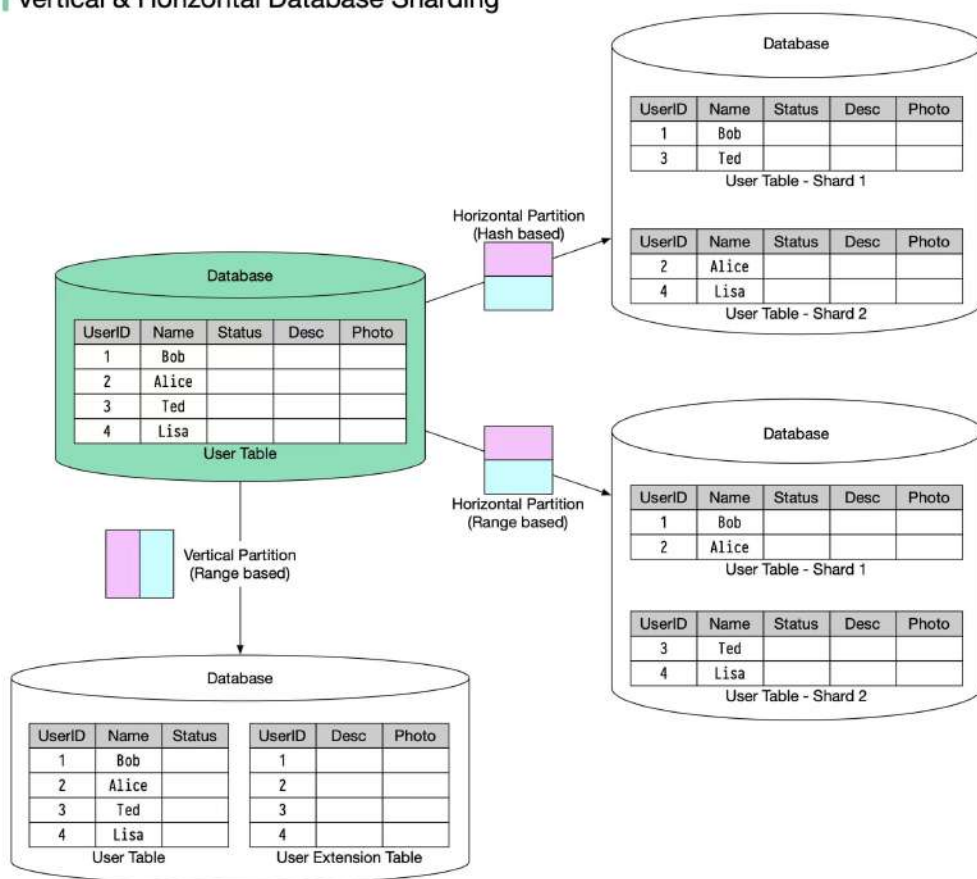 Vertical & Horizontal Database Sharding
Database
UserID Name Status Desc Photo
1 Bob
3 Ted
User Table - Shard 1
UserID Name Status Desc Photo
2 Alice
4 Lisa
User Table - Shard 2
Horizontal Partition
(Hash based)
Database
UserID Name Status Desc Photo
1 Bob
2 Alice
3 Ted
4 Lisa
User Table
Horizontal Partition
(Range based)
Database
UserID Name Status Desc Photo
1 Bob
2 Alice
User Table - Shard 1
UserID Name Status Desc Photo
3 Ted
4 Lisa
User Table - Shard 2
Vertical Partition
(Range based)
Database
UserID Name Status
1 Bob
2 Alice
3 Ted
4 Lisa
User Table
UserID Desc Photo
1
2
3
4
User Extension Table